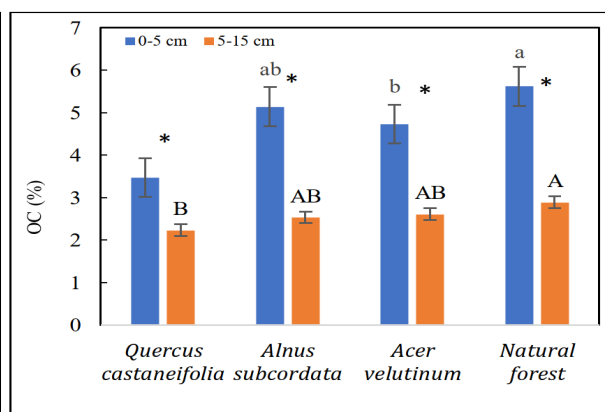 7
0-5 cm 5-15 cm
a
6
ab * *
b *
5
*
4
OC (%)
3
A
AB AB
B
2
1
0
Quercus castaneifolia
Alnus subcordata
Acer velutinum
Natural forest